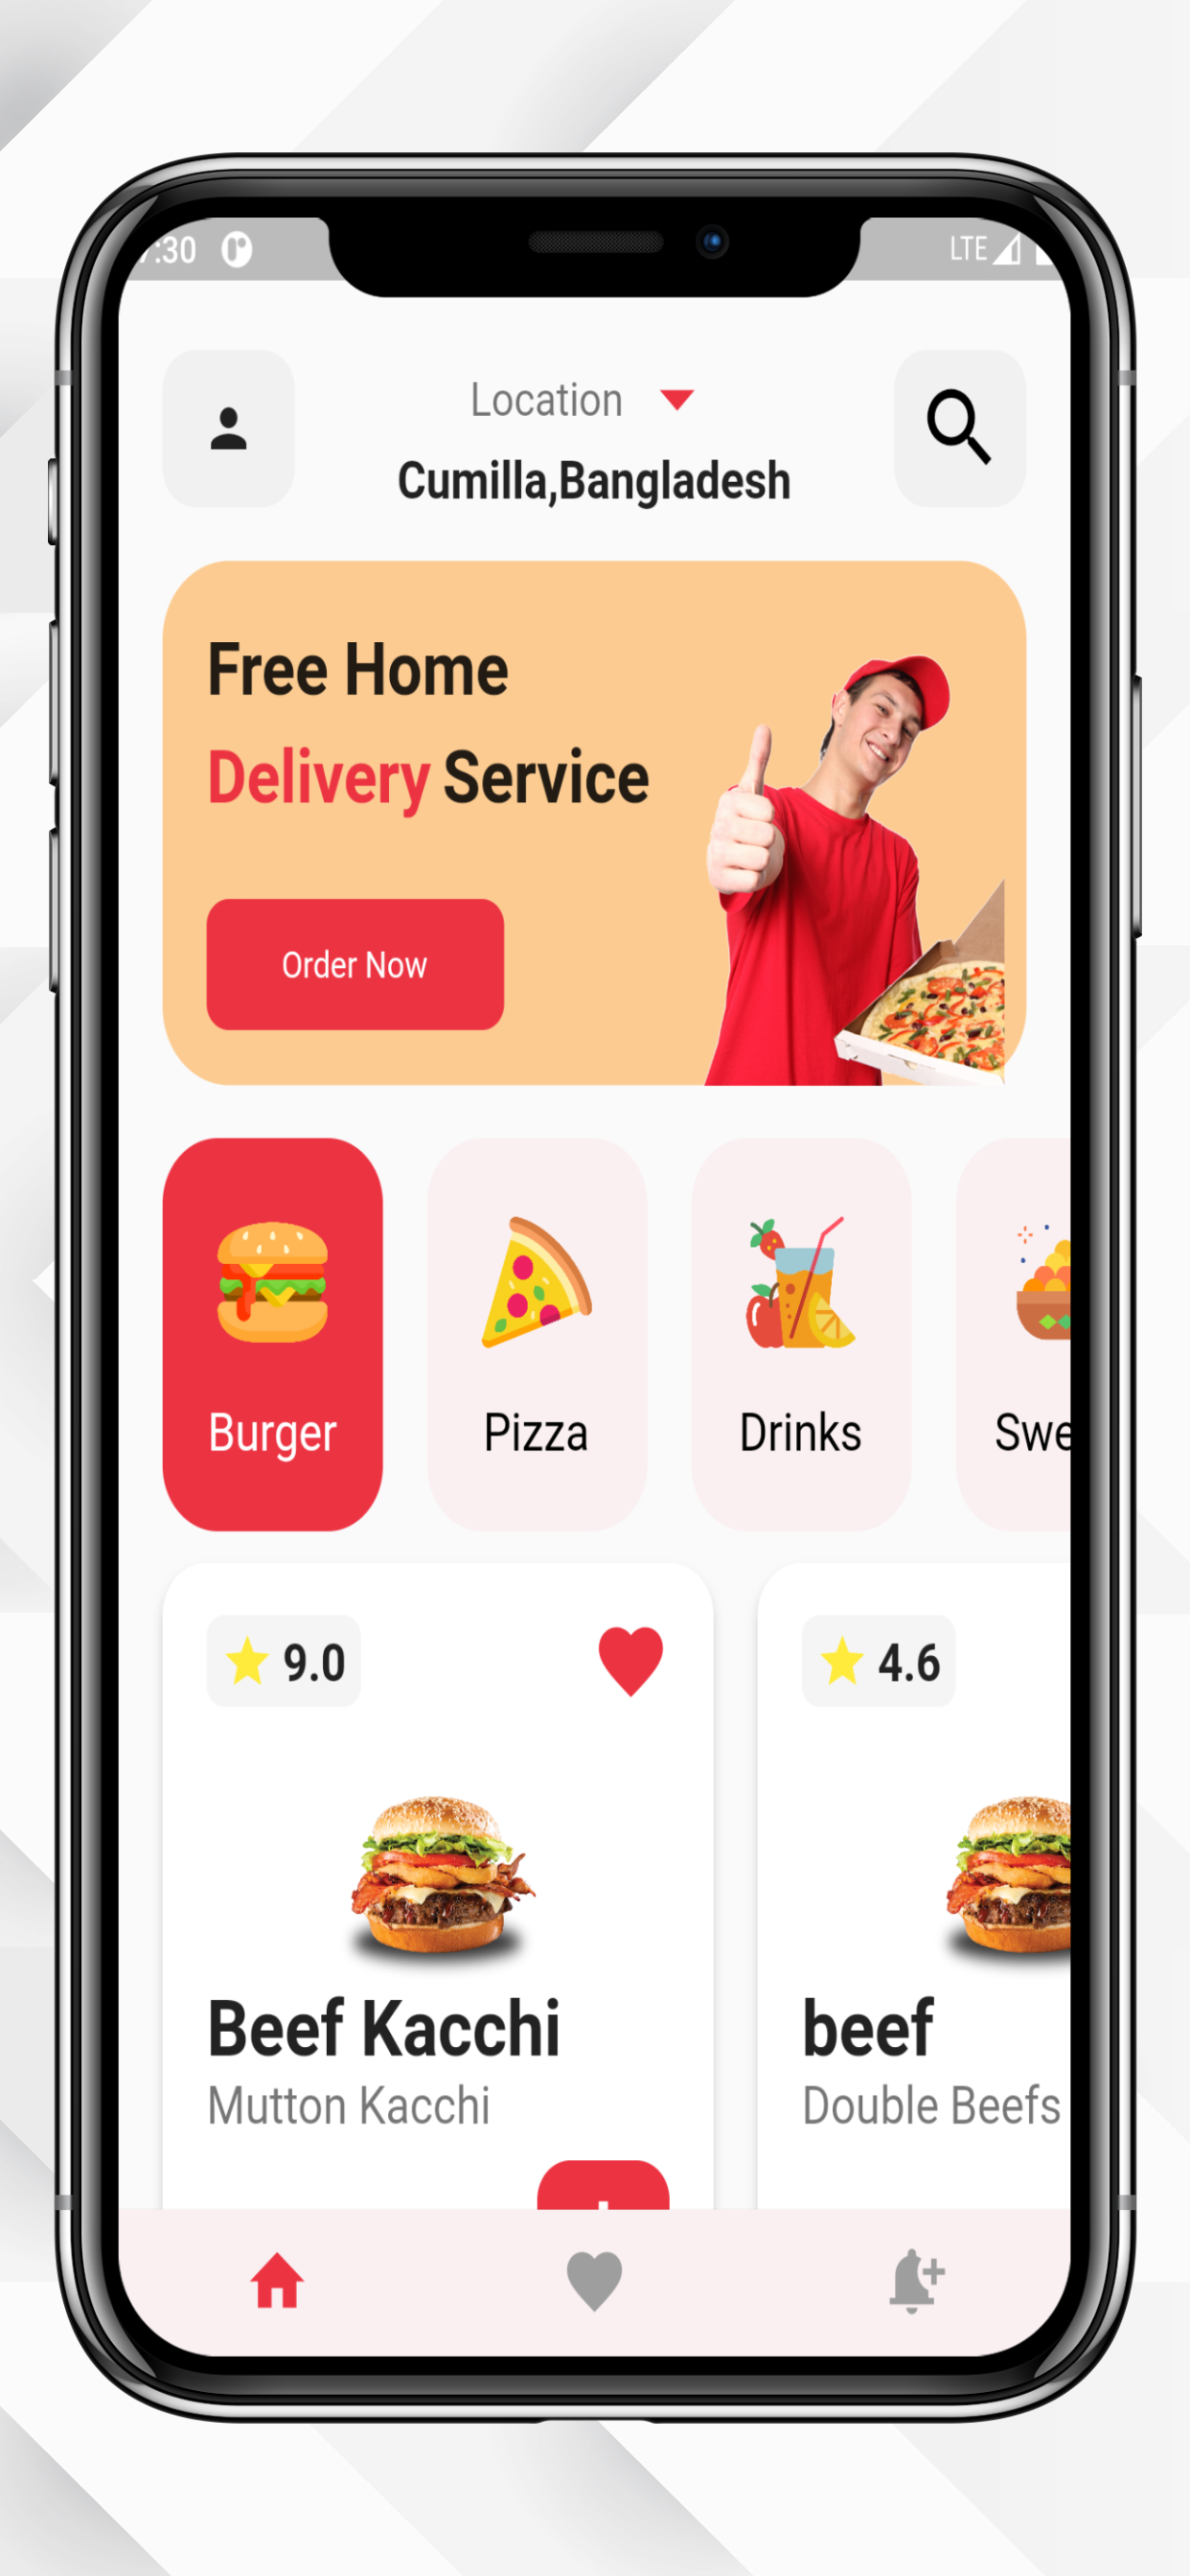 :30
LTE
Location
Cumilla,Bangladesh
Free Home
Delivery Service
Order Now
Burger
Pizza
Drinks
Swe
9.0
4.6
Beef Kacchi
Mutton Kacchi
beef
Double Beefs